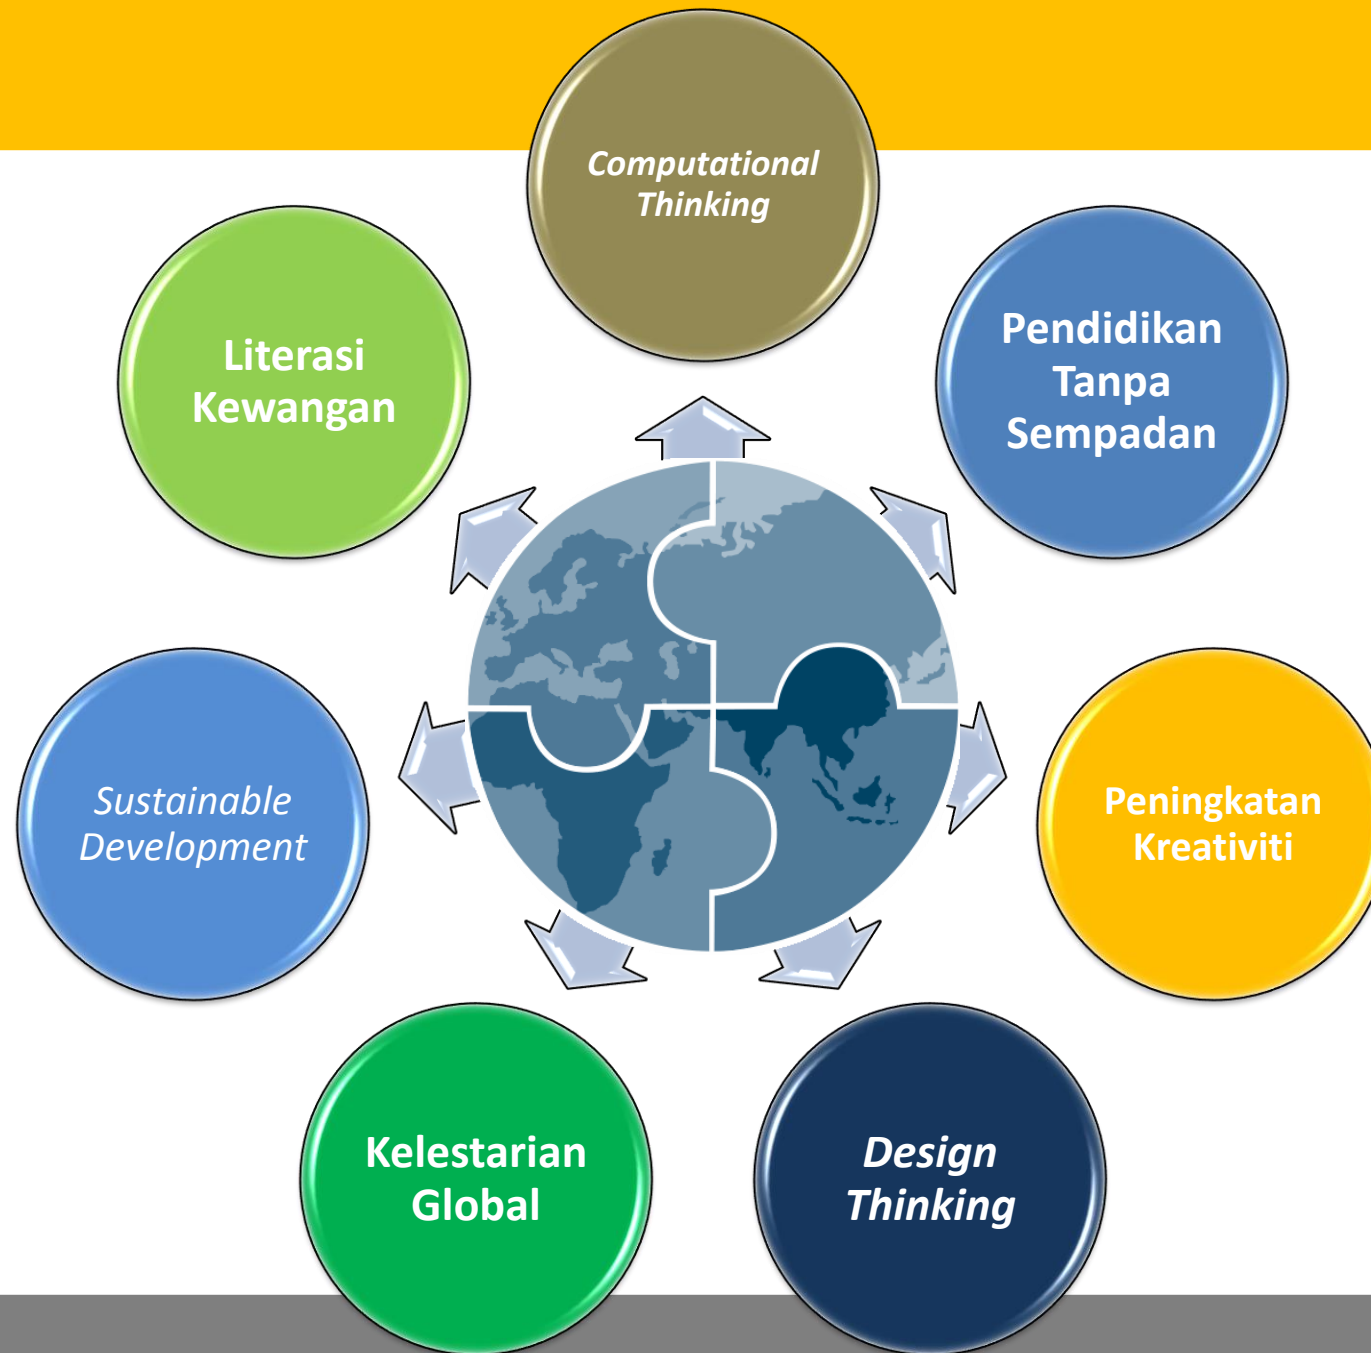 Computational
Thinking
Pendidikan
Tanpa
Sempadan
Peningkatan
Kreativiti
Design
Thinking
Kelestarian
Global
Sustainable
Development
Literasi
Kewangan